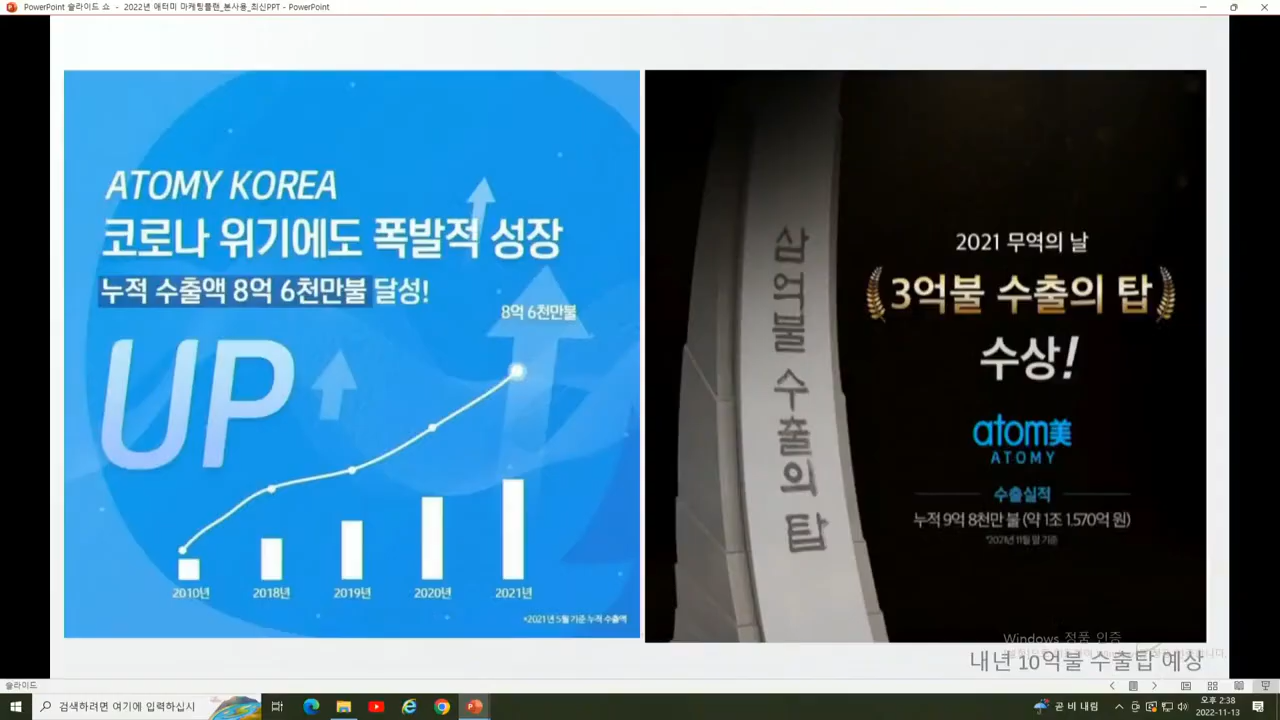 PowerPoint 슬라이드 쇼 - 2022년 애터미 마케팅플랜_본사용_최신PPT - PowerPoint
ATOMY KOREA
코로나 위기에도 폭발적 성장
누적 수출액 8억 6천만불 달성!
8억 6천만불
UP
2010년 2018년 2019년 2020년 2021년
*2021년 5월 기준 누적 수출액
삼억불 수출의 탑
2021 무역의 날
3억불 수출의 탑
수상!
atom美
ATOMY
수출실적
누적 9억 8천만 불 (약 1조 1.570억 원)
*2021년 11월 말 기준
Windows 정품 인증
내년 10억불 수출탑 예상
슬라이드
검색하려면 여기에 입력하십시
곧 비 내림
오후 2:38
2022-11-13